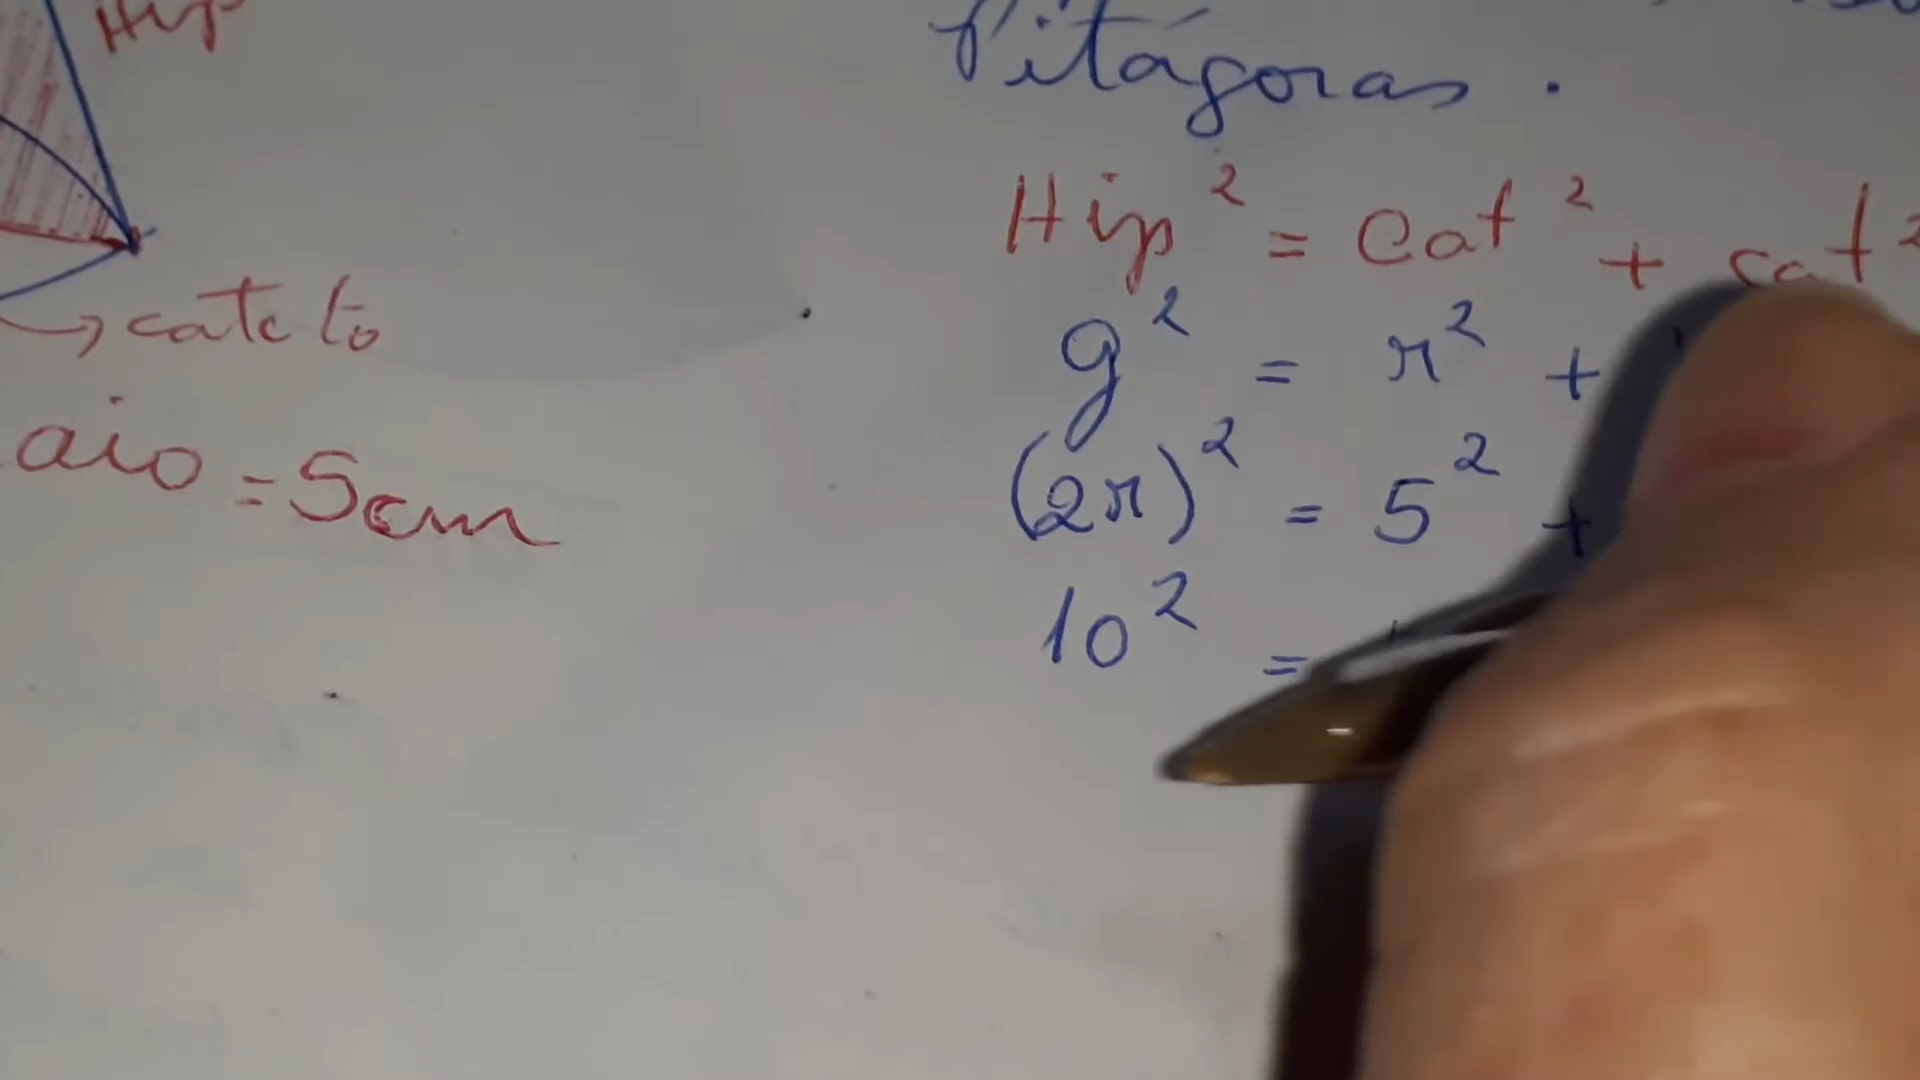 Hip
Pitágoras.
Hip² = Cat² + cat²
→ cateto
g² = r² +
aio = 5cm
(2r)² = 5² +
10² =